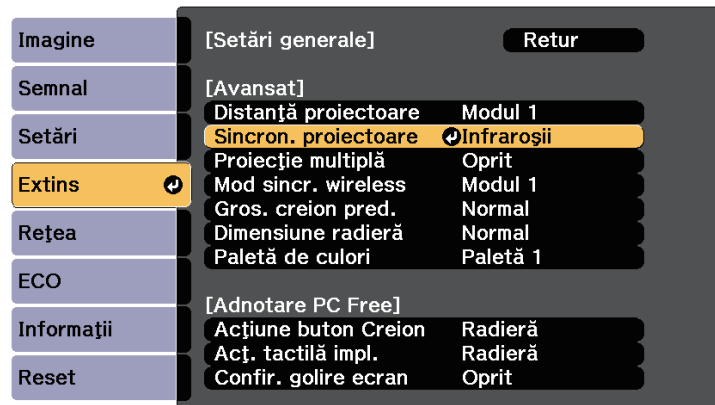 Imagine
Semnal
Setări
Extins
Reţea
ECO
Informaţii
Reset
[Setări generale] Retur
[Avansat]
Distanţă proiectoare Modul 1
Sincron. proiectoare Infraroşii
Proiecţie multiplă Oprit
Mod sincr. wireless Modul 1
Gros. creion pred. Normal
Dimensiune radieră Normal
Paletă de culori Paletă 1
[Adnotare PC Free]
Acţiune buton Creion Radieră
Acţ. tactilă impl. Radieră
Confir. golire ecran Oprit